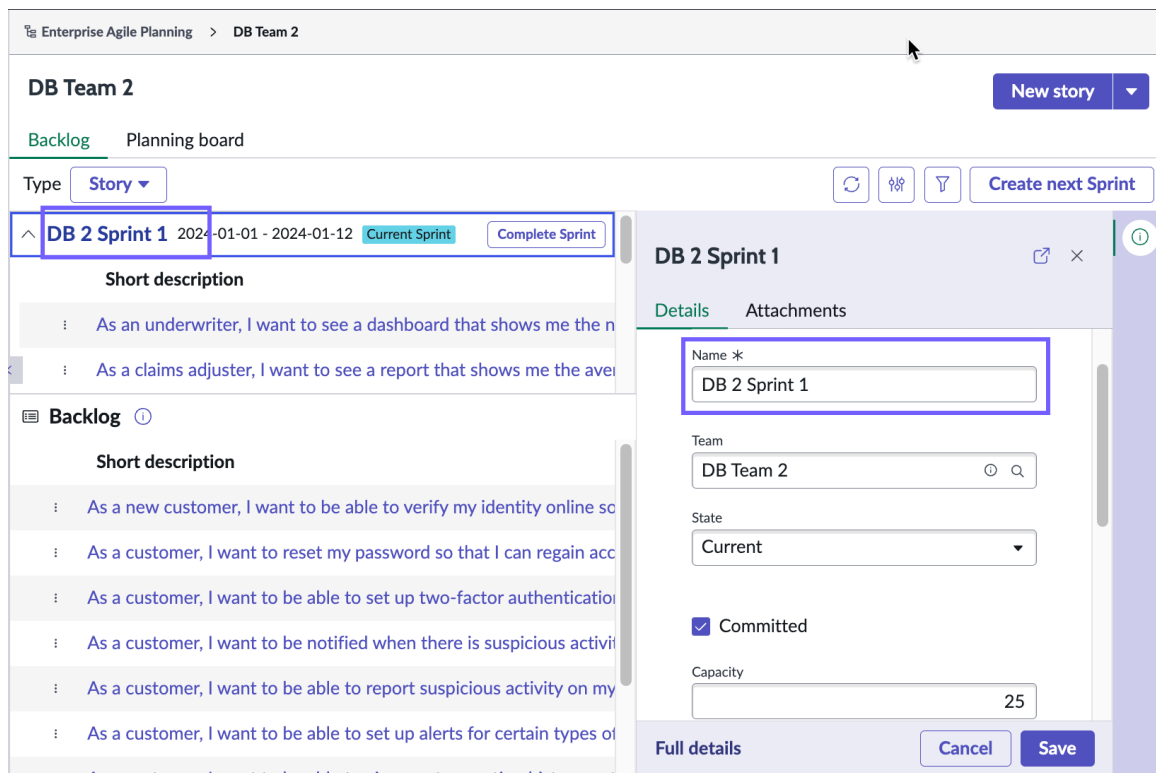 Enterprise Agile Planning > DB Team 2
DB Team 2
New story
Backlog Planning board
Type Story
Create next Sprint
DB 2 Sprint 1 2024-01-01 - 2024-01-12 Current Sprint Complete Sprint
Short description
As an underwriter, I want to see a dashboard that shows me the
As a claims adjuster, I want to see a report that shows me the
Backlog
Short description
As a new customer, I want to be able to verify my identity online
As a customer, I want to reset my password so that I can regain
As a customer, I want to be able to set up two-factor
As a customer, I want to be notified when there is suspicious
As a customer, I want to be able to report suspicious activity on my
As a customer, I want to be able to set up alerts for certain types
DB 2 Sprint 1
Details Attachments
Name *
DB 2 Sprint 1
Team
DB Team 2
State
Current
Committed
Capacity
25
Full details Cancel Save